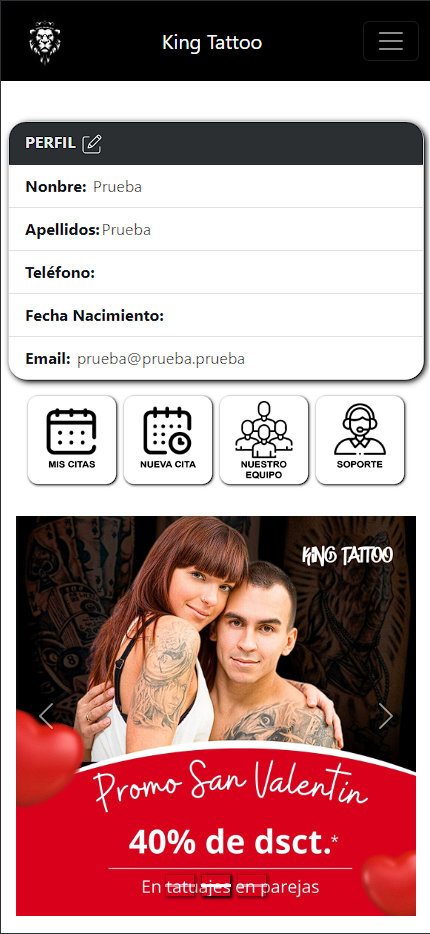 King Tattoo
PERFIL
Nonbre: Prueba
Apellidos: Prueba
Teléfono:
Fecha Nacimiento:
Email: prueba@prueba.prueba
MIS CITAS
NUEVA CITA
NUESTRO
EQUIPO
SOPORTE
KING TATTOO
Promo San Valentin
40% de dsct.*
En tatuajes en parejas